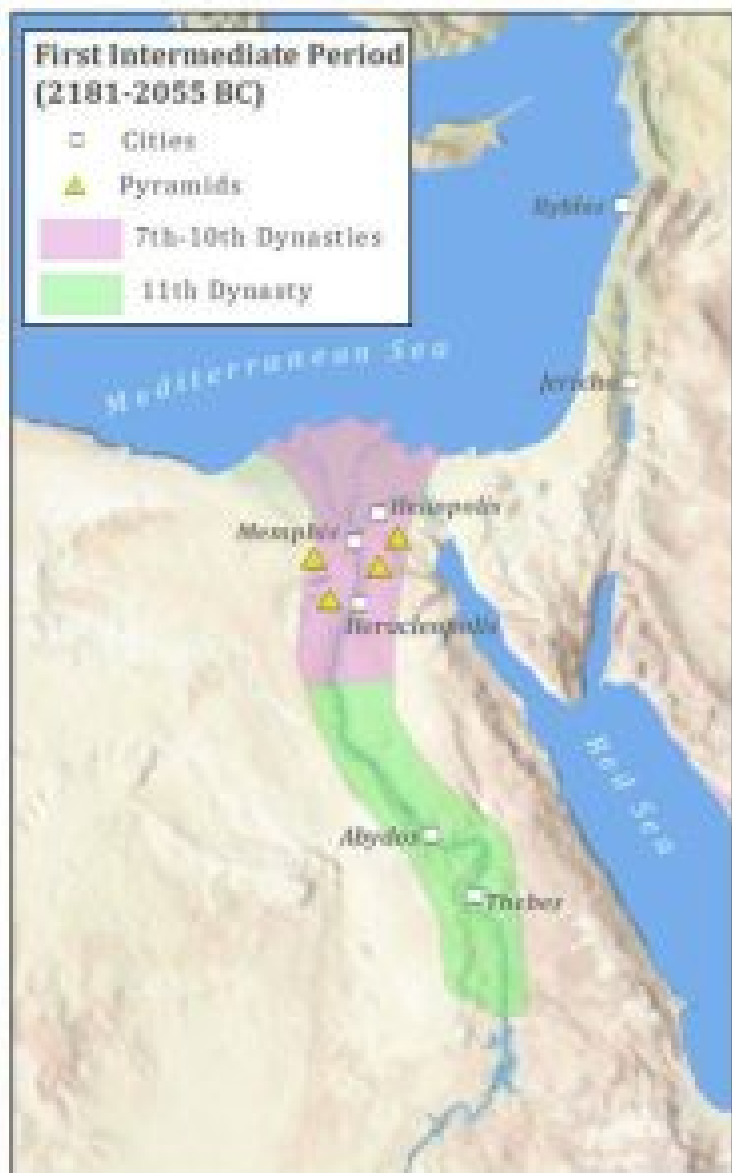 First Intermediate Period
(2181-2055 BC)
Cities
Pyramids
7th-10th Dynasties
11th Dynasty
Byblos
Mediterranean Sea
Jericho
Heliopolis
Memphis
Heracleopolis
Red Sea
Abydos
Thebes